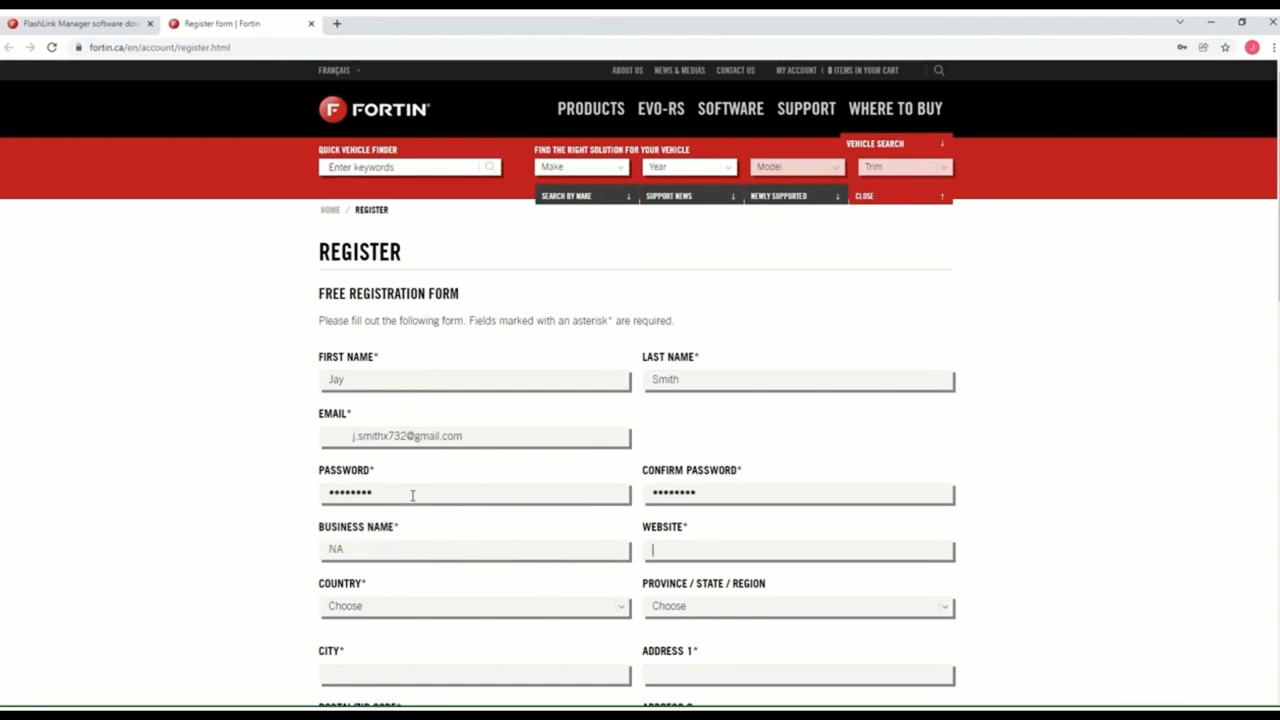 FlashLink Manager software do
Register form | Fortin
fortin.ca/en/account/register.html
J
FRANÇAIS
ABOUT US NEWS & MEDIAS CONTACT US MY ACCOUNT | 0 ITEMS IN YOUR CART
F FORTIN
PRODUCTS EVO-RS SOFTWARE SUPPORT WHERE TO BUY
VEHICLE SEARCH
QUICK VEHICLE FINDER
FIND THE RIGHT SOLUTION FOR YOUR VEHICLE
Enter keywords
Make Year Model Trim
SEARCH BY MAKE SUPPORT NEWS NEWLY SUPPORTED CLOSE
HOME / REGISTER
REGISTER
FREE REGISTRATION FORM
Please fill out the following form. Fields marked with an asterisk* are required.
FIRST NAME* LAST NAME*
Jay Smith
EMAIL*
j.smithx732@gmail.com
PASSWORD* CONFIRM PASSWORD*
•••••••• ••••••••
BUSINESS NAME* WEBSITE*
NA
COUNTRY* PROVINCE / STATE / REGION
Choose Choose
CITY* ADDRESS 1*